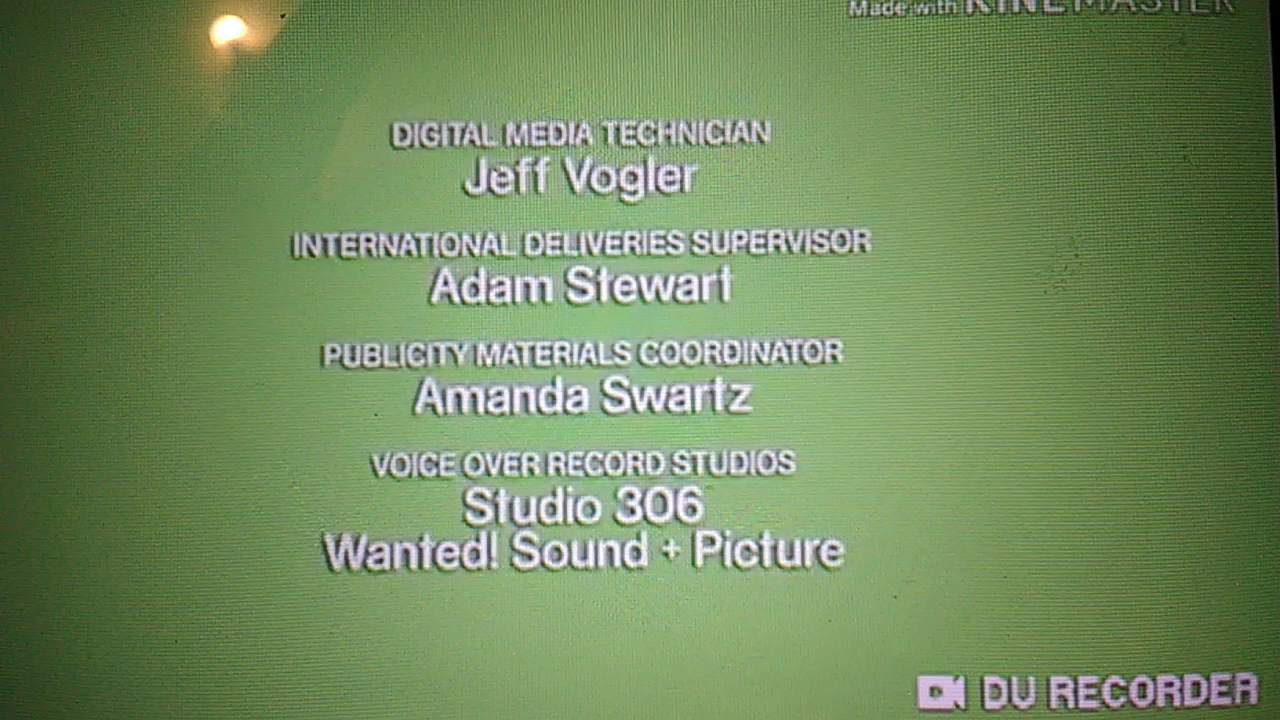 Made with KINEMASTER
DIGITAL MEDIA TECHNICIAN
Jeff Vogler
INTERNATIONAL DELIVERIES SUPERVISOR
Adam Stewart
PUBLICITY MATERIALS COORDINATOR
Amanda Swartz
VOICE OVER RECORD STUDIOS
Studio 306
Wanted! Sound + Picture
DU RECORDER